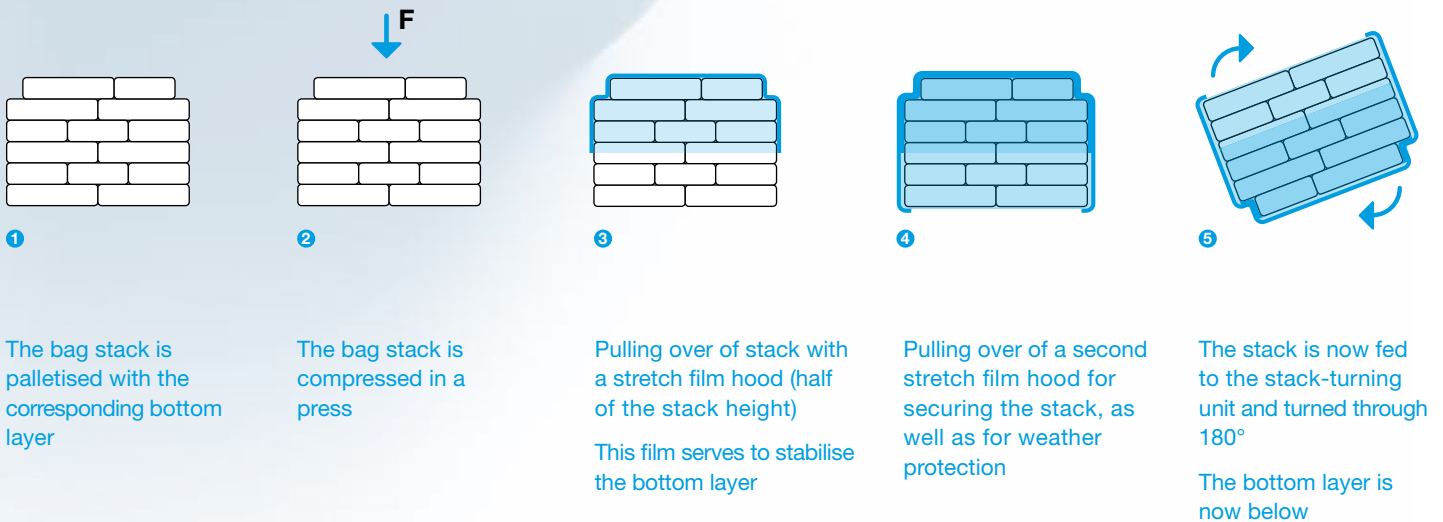 F
1
2
3
4
5
The bag stack is
palletised with the
corresponding bottom
layer
The bag stack is
compressed in a
press
Pulling over of stack with
a stretch film hood (half
of the stack height)
This film serves to stabilise
the bottom layer
Pulling over of a second
stretch film hood for
securing the stack, as
well as for weather
protection
The stack is now fed
to the stack-turning
unit and turned through
180°
The bottom layer is
now below